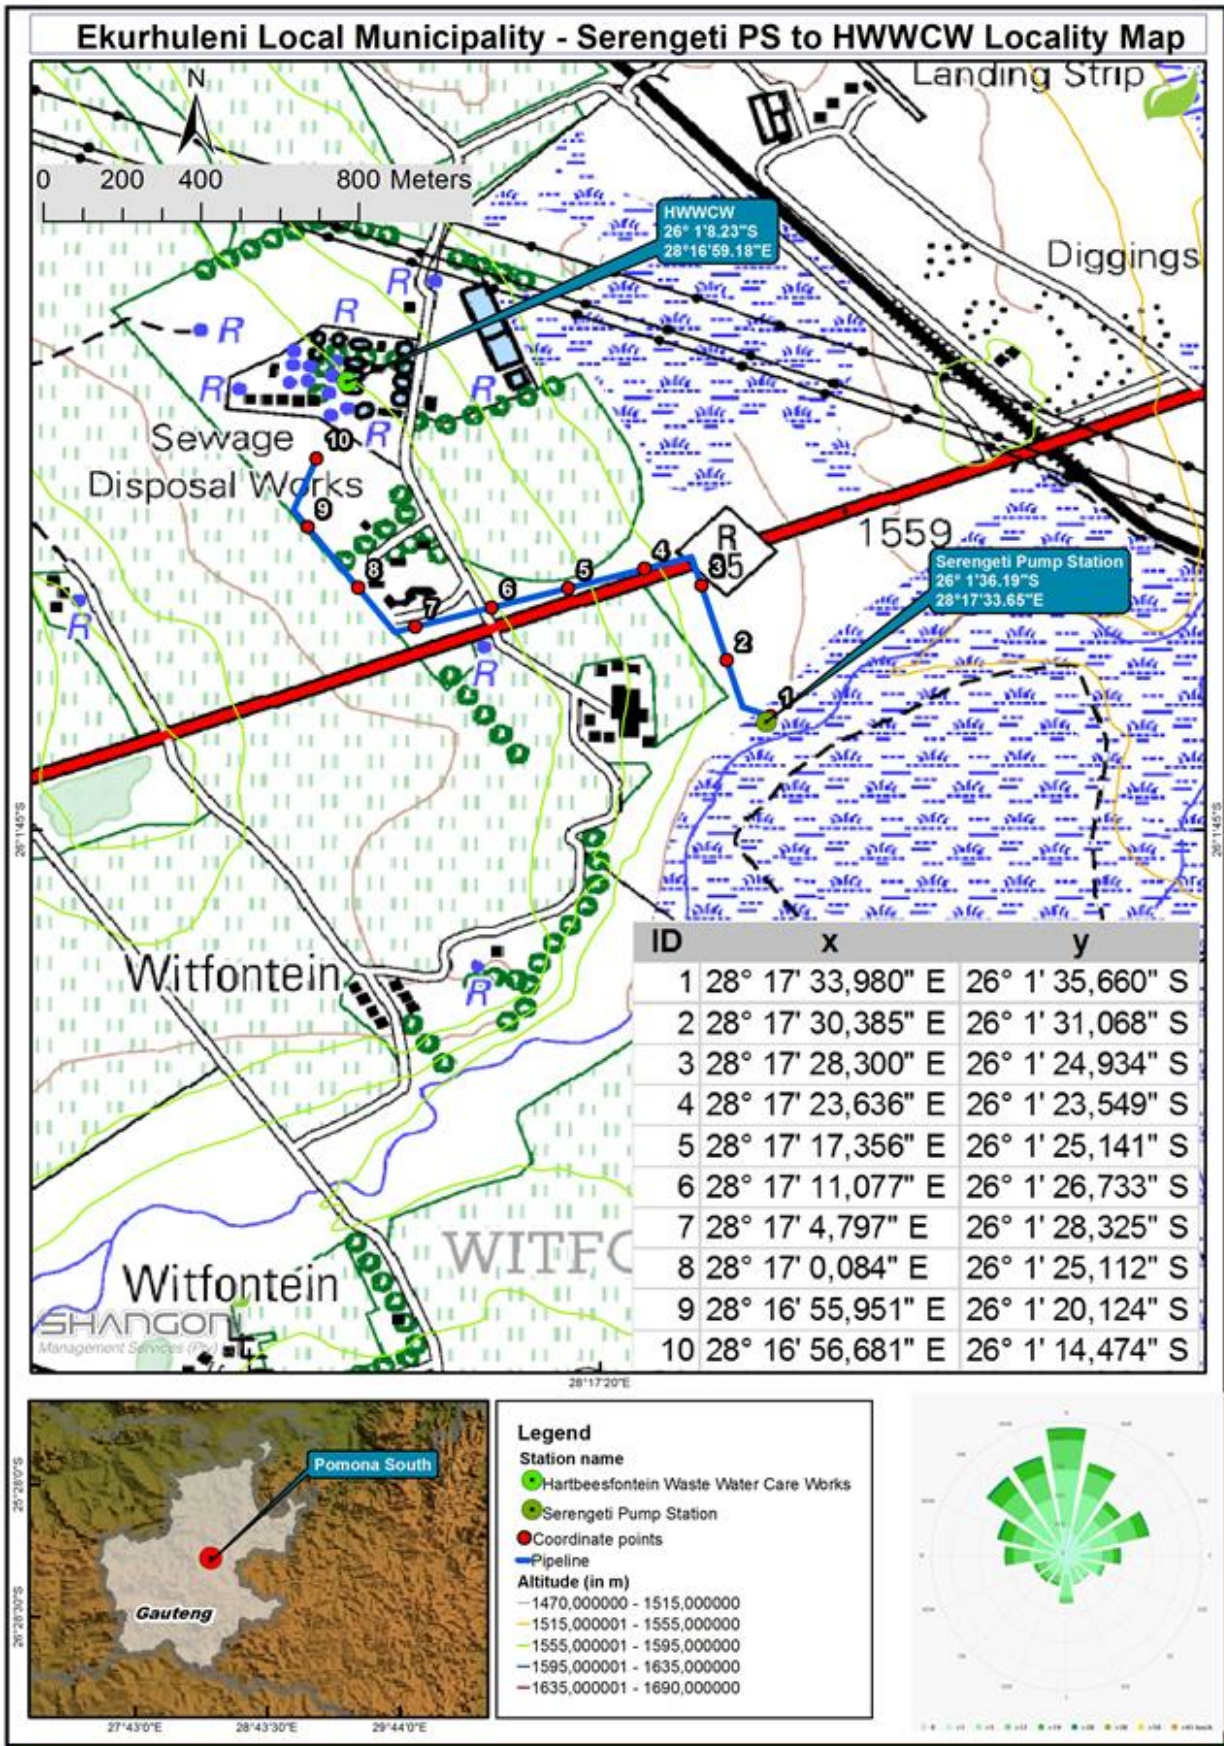 Ekurhuleni Local Municipality - Serengeti PS to HWWCW Locality Map
Landing Strip
N
0 200 400 800 Meters
HWWCW
26° 1'8.23"S
28°16'59.18"E
Diggings
R
R
R
R
R
R
Sewage
Disposal Works
10
9
8
7
6
5
4
3
2
1
R
25
1559
Serengeti Pump Station
26° 1'36.19"S
28°17'33.65"E
R
R
26°1'45"S
26°1'45"S
Witfontein
R
WITFO
Witfontein
SHANGONI
Management Services (Pty)
28°17'20"E
ID x y
1 28° 17' 33,980" E 26° 1' 35,660" S
2 28° 17' 30,385" E 26° 1' 31,068" S
3 28° 17' 28,300" E 26° 1' 24,934" S
4 28° 17' 23,636" E 26° 1' 23,549" S
5 28° 17' 17,356" E 26° 1' 25,141" S
6 28° 17' 11,077" E 26° 1' 26,733" S
7 28° 17' 4,797" E 26° 1' 28,325" S
8 28° 17' 0,084" E 26° 1' 25,112" S
9 28° 16' 55,951" E 26° 1' 20,124" S
10 28° 16' 56,681" E 26° 1' 14,474" S
Pomona South
Gauteng
25°28'0"S
26°28'30"S
27°43'0"E 28°43'30"E 29°44'0"E
Legend
Station name
Hartbeesfontein Waste Water Care Works
Serengeti Pump Station
Coordinate points
Pipeline
Altitude (in m)
1470,000000 - 1515,000000
1515,000001 - 1555,000000
1555,000001 - 1595,000000
1595,000001 - 1635,000000
1635,000001 - 1690,000000